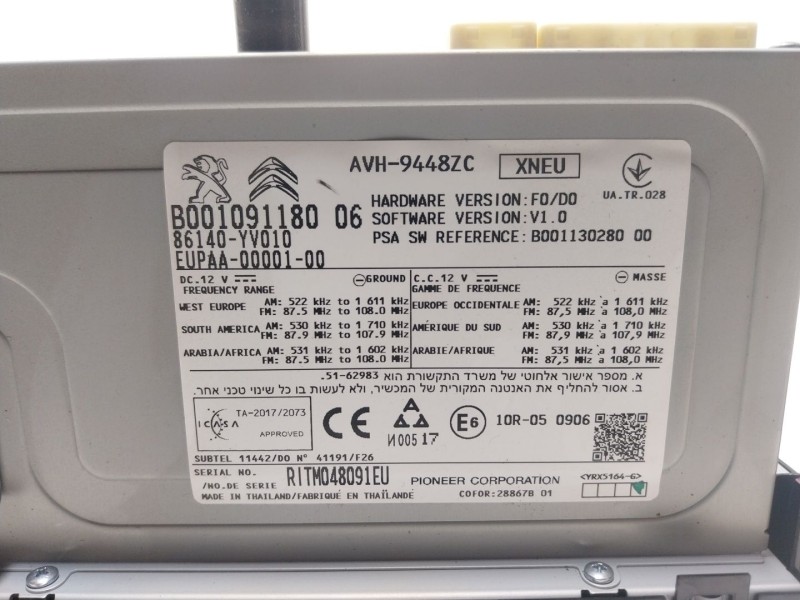 AVH-9448ZC XNEU
UA.TR.028
B001091180 06
86140-YV010
EUPAA-00001-00
HARDWARE VERSION:F0/D0
SOFTWARE VERSION:V1.0
PSA SW REFERENCE:B001130280 00
DC.12 V GROUND
FREQUENCY RANGE
WEST EUROPE AM: 522 kHz to 1 611 kHz
FM: 87.5 MHz to 108.0 MHz
SOUTH AMERICA AM: 530 kHz to 1 710 kHz
FM: 87.9 MHz to 107.9 MHz
ARABIA/AFRICA AM: 531 kHz to 1 602 kHz
FM: 87.5 MHz to 108.0 MHz
C.C.12 V MASSE
GAMME DE FRÉQUENCE
EUROPE OCCIDENTALE AM: 522 kHz à 1 611 kHz
FM: 87,5 MHz à 108,0 MHz
AMÉRIQUE DU SUD AM: 530 kHz à 1 710 kHz
FM: 87,9 MHz à 107,9 MHz
ARABIE/AFRIQUE AM: 531 kHz à 1 602 kHz
FM: 87,5 MHz à 108,0 MHz
א. מספר אישור אלחוטי של משרד התקשורת הוא 51-62983.
ב. אסור להחליף את האנטנה המקורית של המכשיר, ולא לעשות בו כל שינוי טכני אחר.
ICASA TA-2017/2073
APPROVED
CE
И005 17
E6
10R-05 0906
SUBTEL 11442/DO N° 41191/F26
SERIAL NO.
/NO.DE SERIE RITM048091EU
PIONEER CORPORATION
<YRX5164-G>
MADE IN THAILAND/FABRIQUÉ EN THAÏLANDE
COFOR:28867B 01